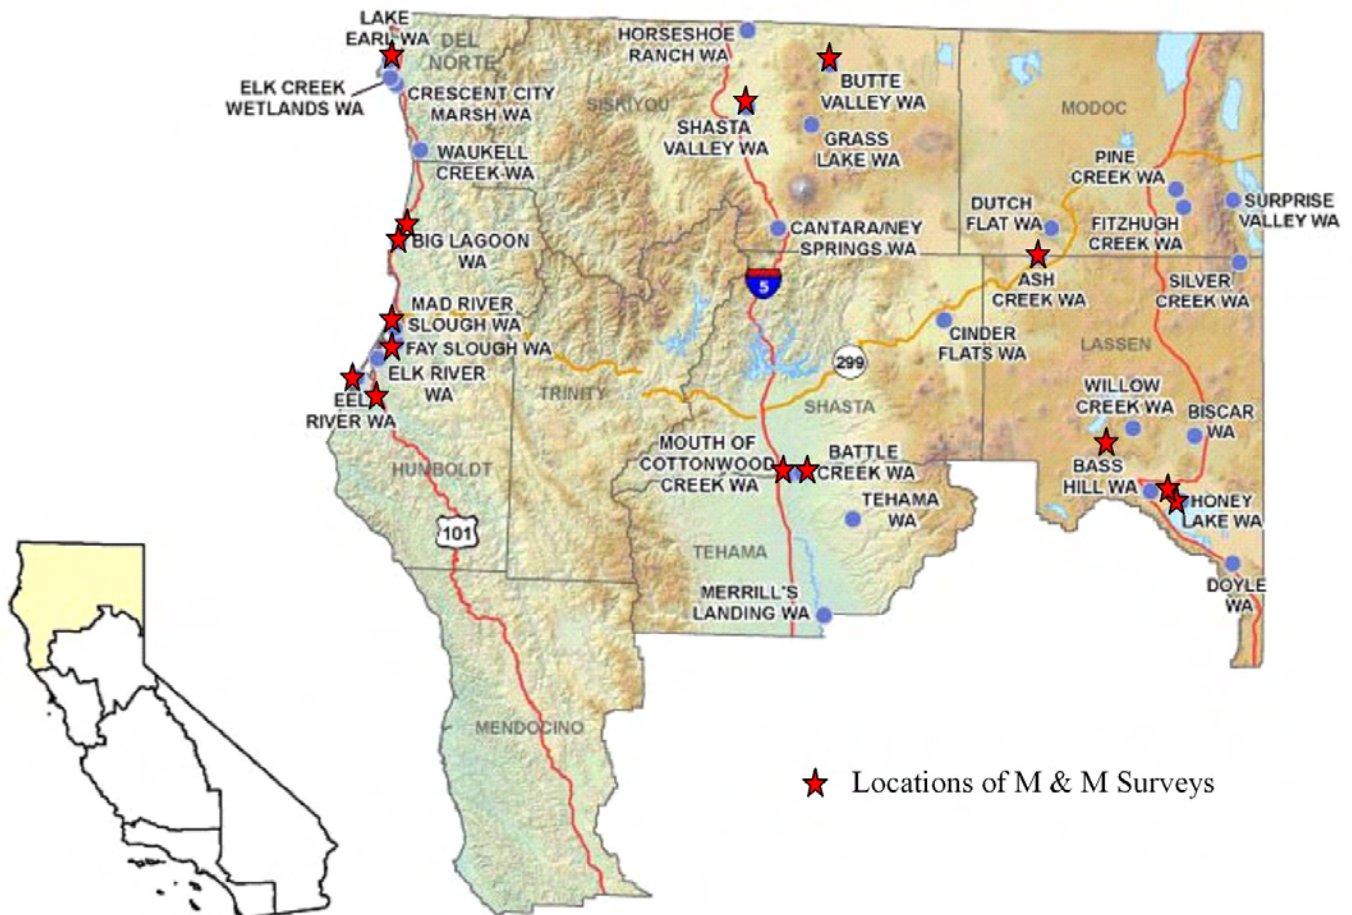 LAKE
EARL WA
DEL
NORTE
ELK CREEK
WETLANDS WA
CRESCENT CITY
MARSH WA
WAUKELL
CREEK WA
BIG LAGOON
WA
MAD RIVER
SLOUGH WA
FAY SLOUGH WA
ELK RIVER
WA
EEL
RIVER WA
HUMBOLDT
101
MENDOCINO
HORSESHOE
RANCH WA
SISKIYOU
SHASTA
VALLEY WA
BUTTE
VALLEY WA
GRASS
LAKE WA
CANTARA/NEY
SPRINGS WA
5
TRINITY
299
SHASTA
MOUTH OF
COTTONWOOD
CREEK WA
BATTLE
CREEK WA
TEHAMA
WA
TEHAMA
MERRILL'S
LANDING WA
MODOC
PINE
CREEK WA
DUTCH
FLAT WA
FITZHUGH
CREEK WA
SURPRISE
VALLEY WA
ASH
CREEK WA
SILVER
CREEK WA
CINDER
FLATS WA
LASSEN
WILLOW
CREEK WA
BISCAR
WA
BASS
HILL WA
HONEY
LAKE WA
DOYLE
WA
Locations of M & M Surveys